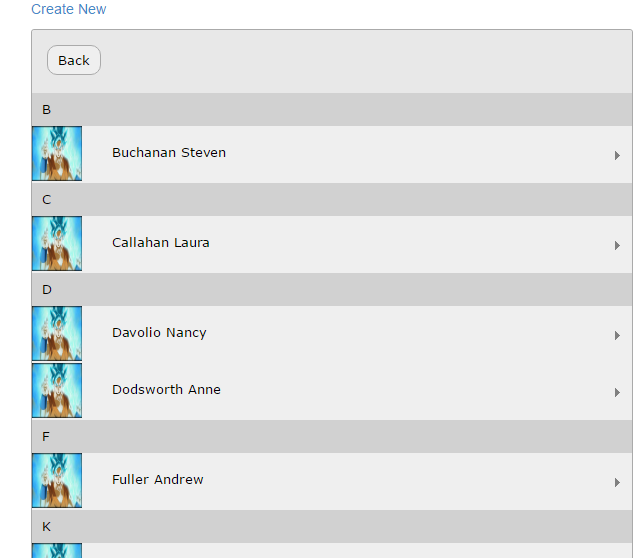 Create New
Back
B
Buchanan Steven
C
Callahan Laura
D
Davolio Nancy
Dodsworth Anne
F
Fuller Andrew
K